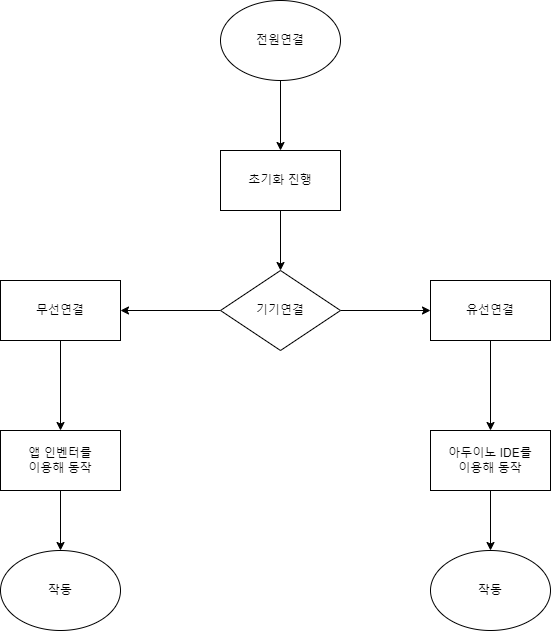 전원연결
초기화 진행
무선연결
기기연결
유선연결
앱 인벤터를
이용해 동작
아두이노 IDE를
이용해 동작
작동
작동